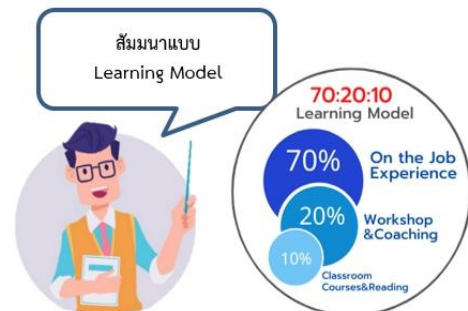 สัมมนาแบบ
Learning Model
70:20:10
Learning Model
70%
On the Job
Experience
20%
Workshop
&Coaching
10%
Classroom
Courses&Reading